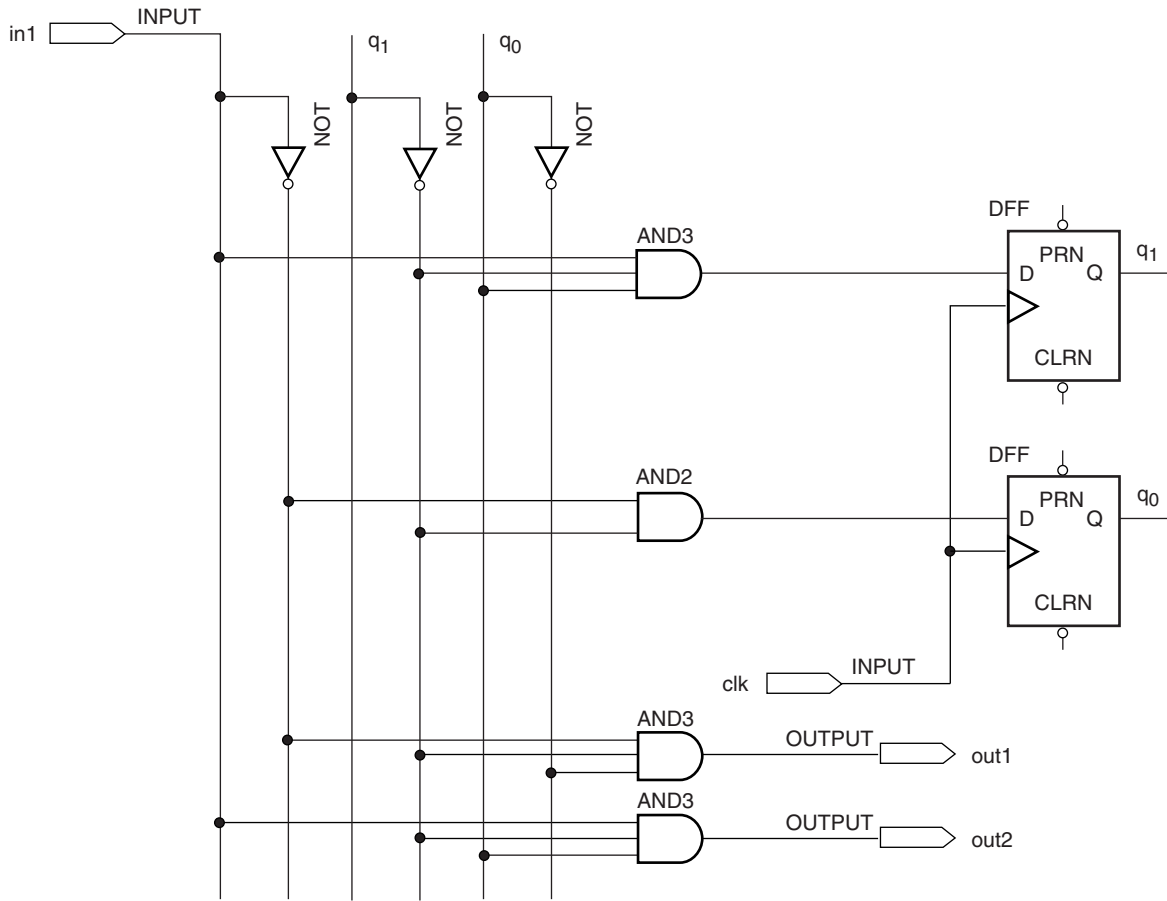 in1
INPUT
q1
q0
NOT
NOT
NOT
AND3
DFF
PRN
D
Q
CLRN
q1
AND2
DFF
PRN
D
Q
CLRN
q0
clk
INPUT
AND3
OUTPUT
out1
AND3
OUTPUT
out2